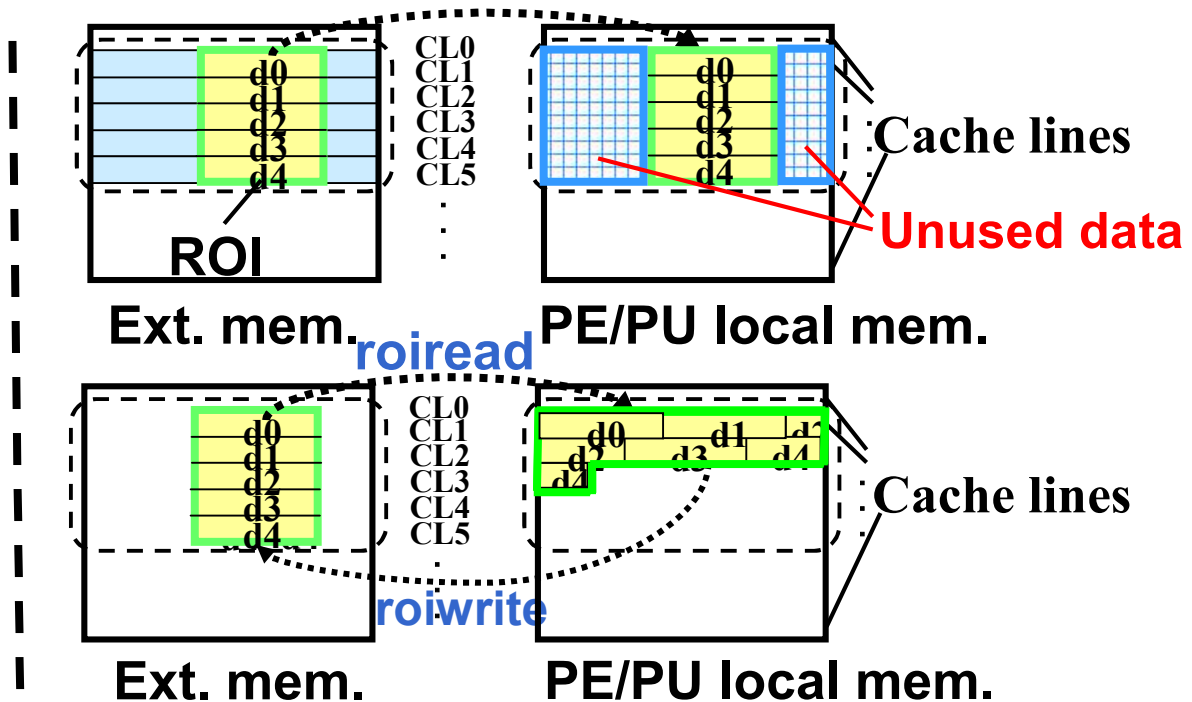 CL0
d0 CL1 d0
d1 CL2 d1
d2 CL3 d2
d3 CL4 d3
d4 CL5 d4
Cache lines
Unused data
ROI
Ext. mem.
PE/PU local mem.
roiread
CL0
d0 CL1 d0 d1 d2
d1 CL2 d2 d3 d4
d2 CL3 d4
d3 CL4
d4 CL5
Cache lines
roiwrite
Ext. mem.
PE/PU local mem.